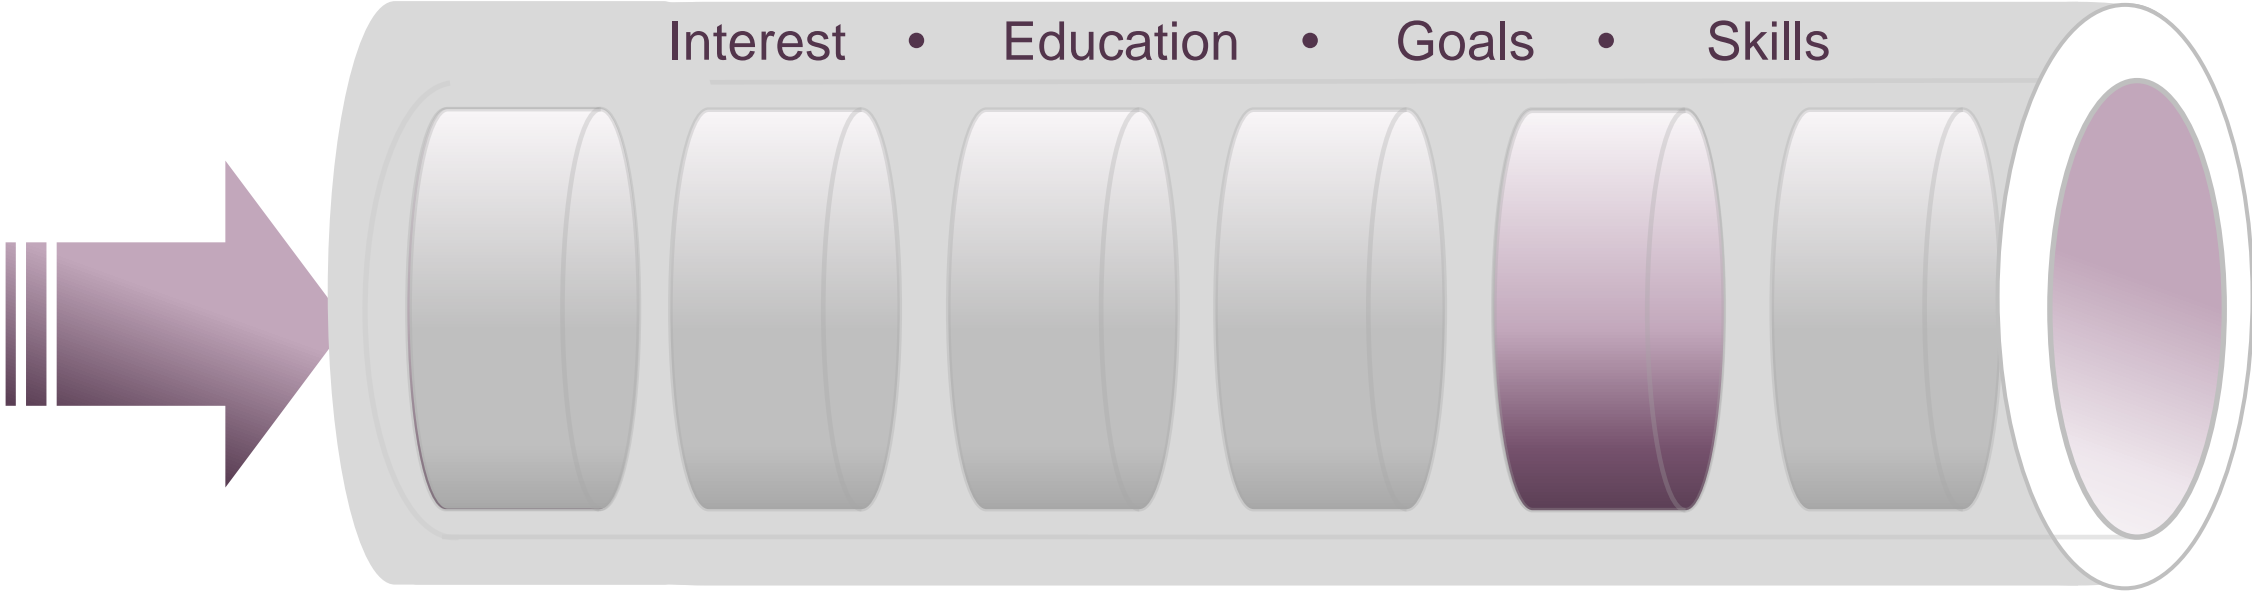 Interest • Education • Goals • Skills